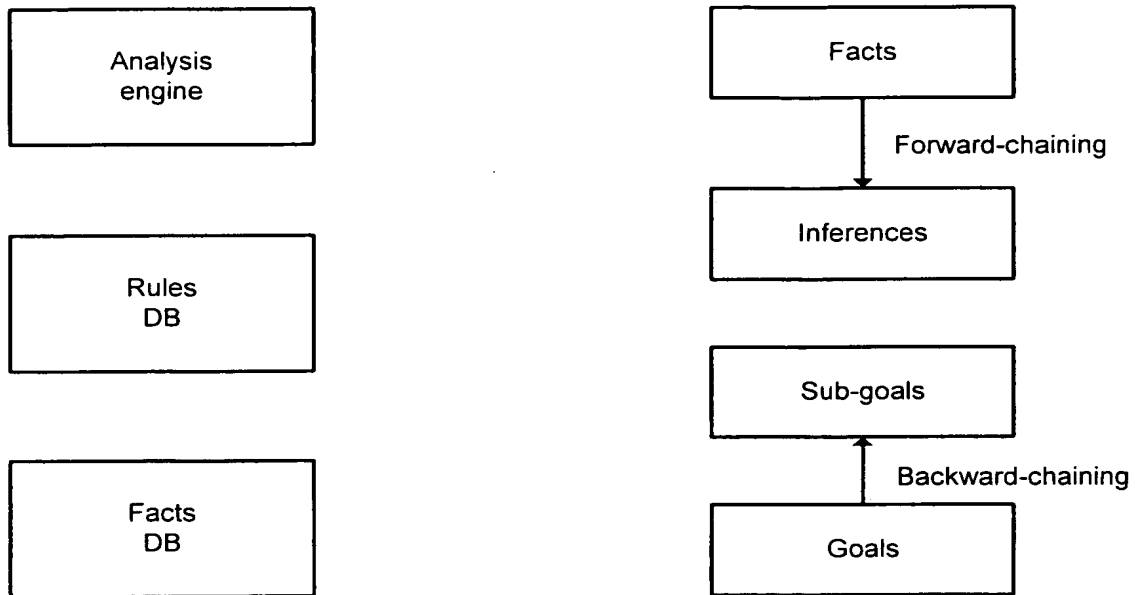 Analysis
engine
Rules
DB
Facts
DB
Facts
Forward-chaining
Inferences
Sub-goals
Backward-chaining
Goals